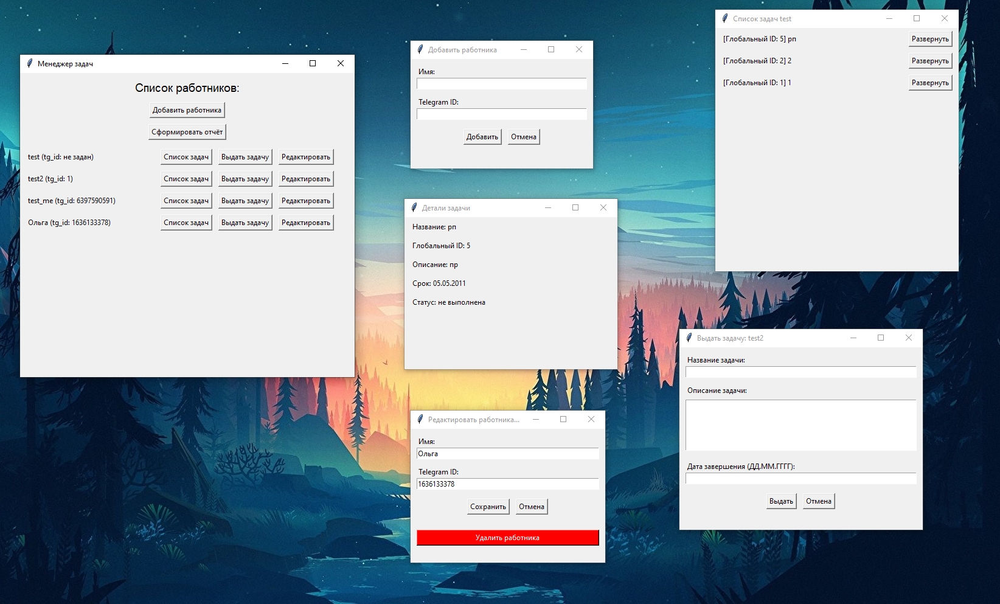 Менеджер задач
Список работников:
Добавить работника
Сформировать отчёт
test (tg_id: не задан) Список задач Выдать задачу Редактировать
test2 (tg_id: 1) Список задач Выдать задачу Редактировать
test_me (tg_id: 6397590591) Список задач Выдать задачу Редактировать
Ольга (tg_id: 1636133378) Список задач Выдать задачу Редактировать
Добавить работника
Имя:
Telegram ID:
Добавить Отмена
Детали задачи
Название: рп
Глобальный ID: 5
Описание: пр
Срок: 05.05.2011
Статус: не выполнена
Редактировать работника...
Имя:
Ольга
Telegram ID:
1636133378
Сохранить Отмена
Удалить работника
Список задач test
[Глобальный ID: 5] рп Развернуть
[Глобальный ID: 2] 2 Развернуть
[Глобальный ID: 1] 1 Развернуть
Выдать задачу: test2
Название задачи:
Описание задачи:
Дата завершения (ДД.ММ.ГГГГ):
Выдать Отмена